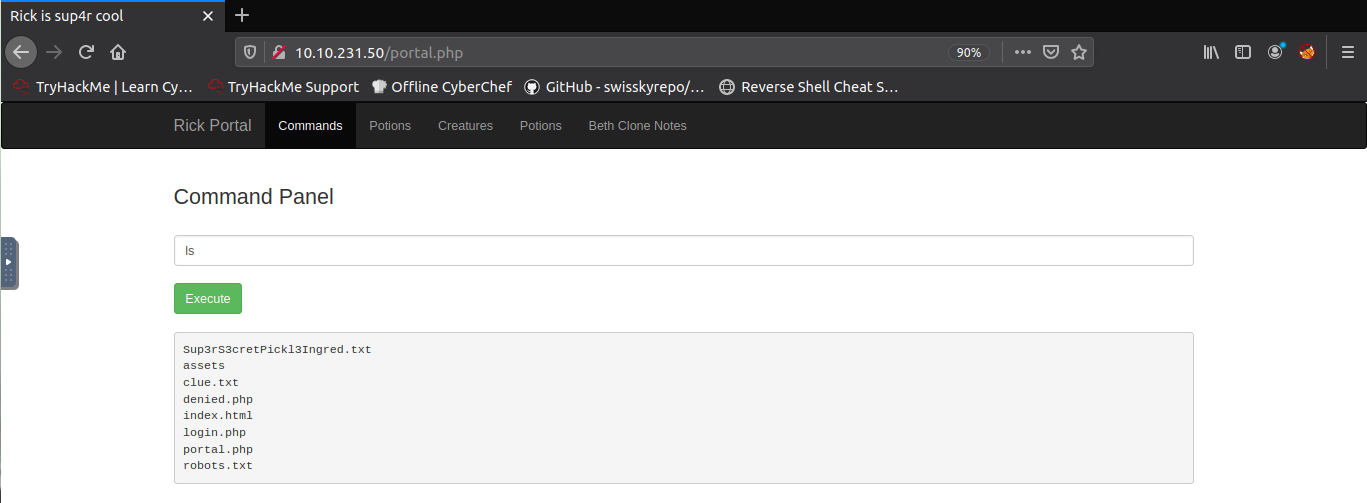 Rick is sup4r cool
10.10.231.50/portal.php 90%
TryHackMe | Learn Cy… TryHackMe Support Offline CyberChef GitHub - swisskyrepo/… Reverse Shell Cheat S…
Rick Portal Commands Potions Creatures Potions Beth Clone Notes
Command Panel
ls
Execute
Sup3rS3cretPickl3Ingred.txt
assets
clue.txt
denied.php
index.html
login.php
portal.php
robots.txt